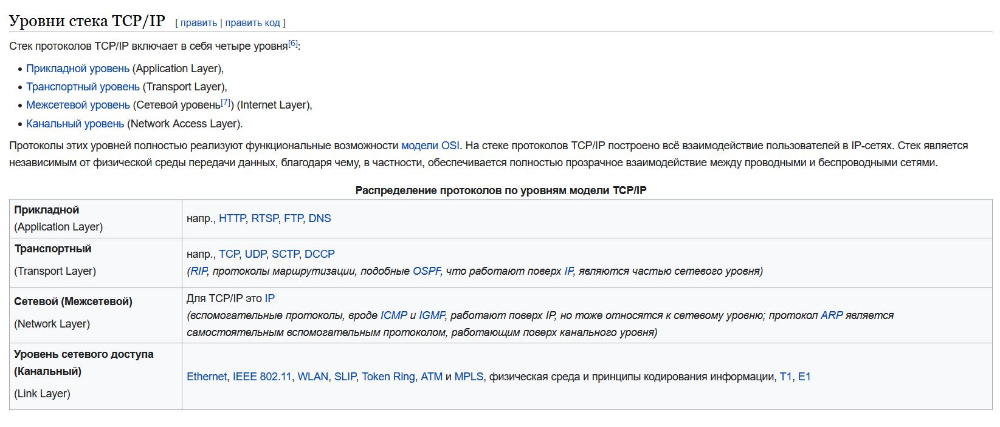 Уровни стека TCP/IP [ править | править код ]
Стек протоколов TCP/IP включает в себя четыре уровня[6]:
• Прикладной уровень (Application Layer),
• Транспортный уровень (Transport Layer),
• Межсетевой уровень (Сетевой уровень[7]) (Internet Layer),
• Канальный уровень (Network Access Layer).
Протоколы этих уровней полностью реализуют функциональные возможности модели OSI. На стеке протоколов TCP/IP построено всё взаимодействие пользователей в IP-сетях. Стек является
независимым от физической среды передачи данных, благодаря чему, в частности, обеспечивается полностью прозрачное взаимодействие между проводными и беспроводными сетями.
Распределение протоколов по уровням модели TCP/IP
Прикладной
(Application Layer)
напр., HTTP, RTSP, FTP, DNS
Транспортный
(Transport Layer)
напр., TCP, UDP, SCTP, DCCP
(RIP, протоколы маршрутизации, подобные OSPF, что работают поверх IP, являются частью сетевого уровня)
Сетевой (Межсетевой)
(Network Layer)
Для TCP/IP это IP
(вспомогательные протоколы, вроде ICMP и IGMP, работают поверх IP, но тоже относятся к сетевому уровню; протокол ARP является
самостоятельным вспомогательным протоколом, работающим поверх канального уровня)
Уровень сетевого доступа
(Канальный)
(Link Layer)
Ethernet, IEEE 802.11, WLAN, SLIP, Token Ring, ATM и MPLS, физическая среда и принципы кодирования информации, T1, E1